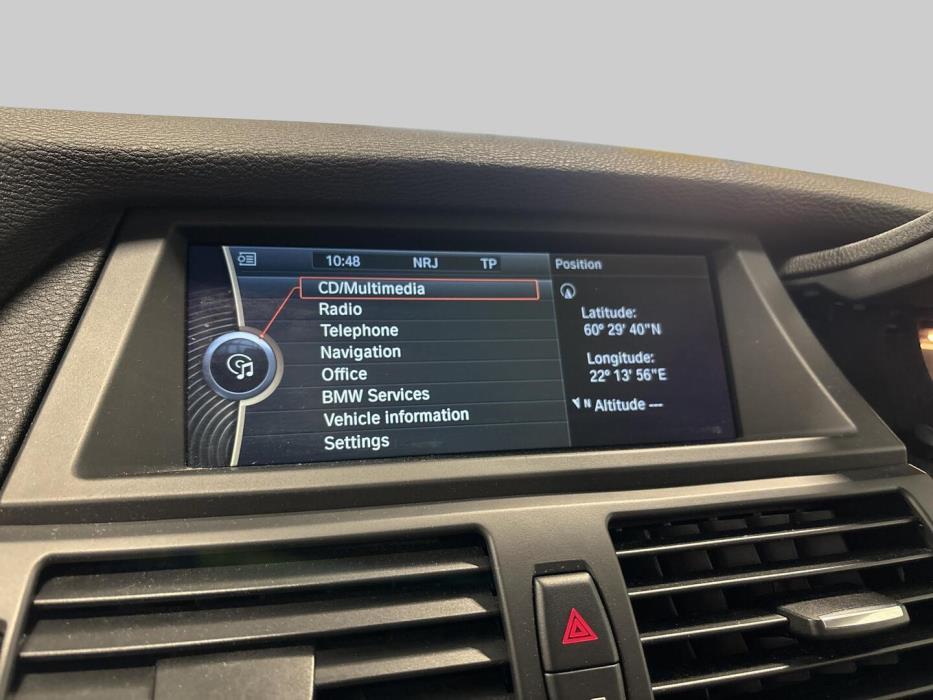 10:48 NRJ TP
CD/Multimedia
Radio
Telephone
Navigation
Office
BMW Services
Vehicle information
Settings
Position
Latitude:
60° 29' 40"N
Longitude:
22° 13' 56"E
N Altitude ---